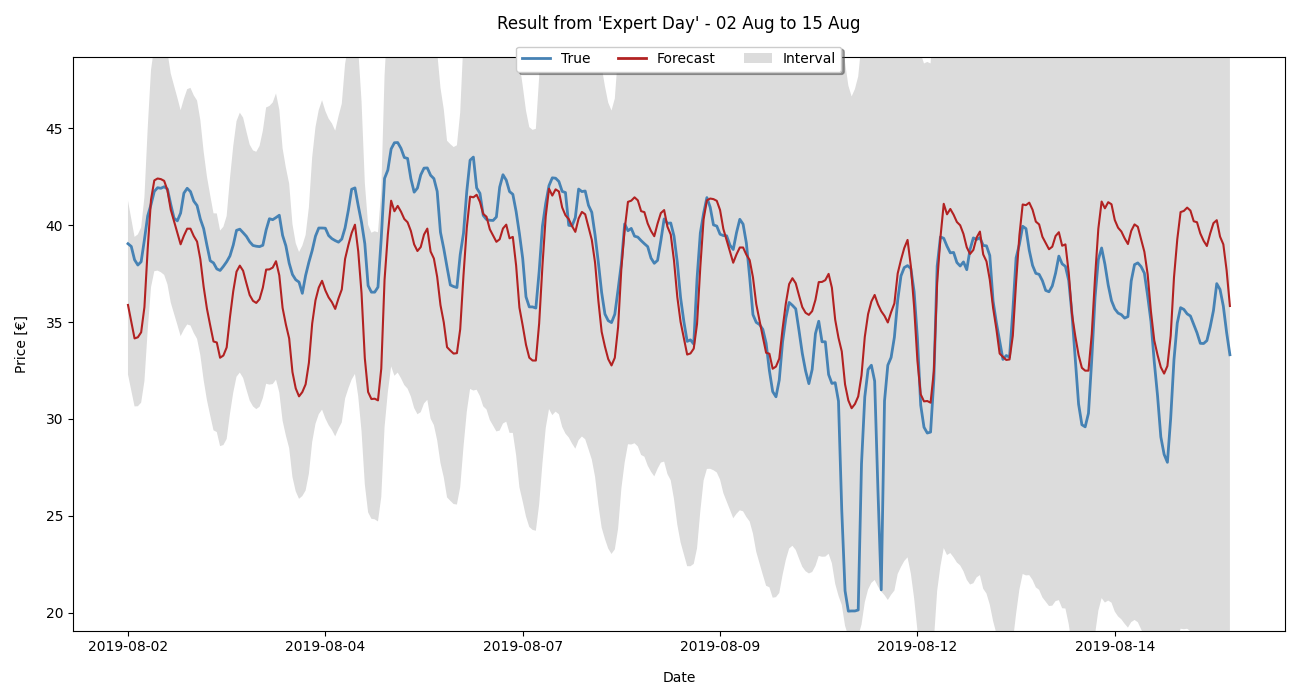 Result from 'Expert Day' - 02 Aug to 15 Aug
True Forecast Interval
45
40
35
30
25
20
Price [€]
2019-08-02 2019-08-04 2019-08-07 2019-08-09 2019-08-12 2019-08-14
Date